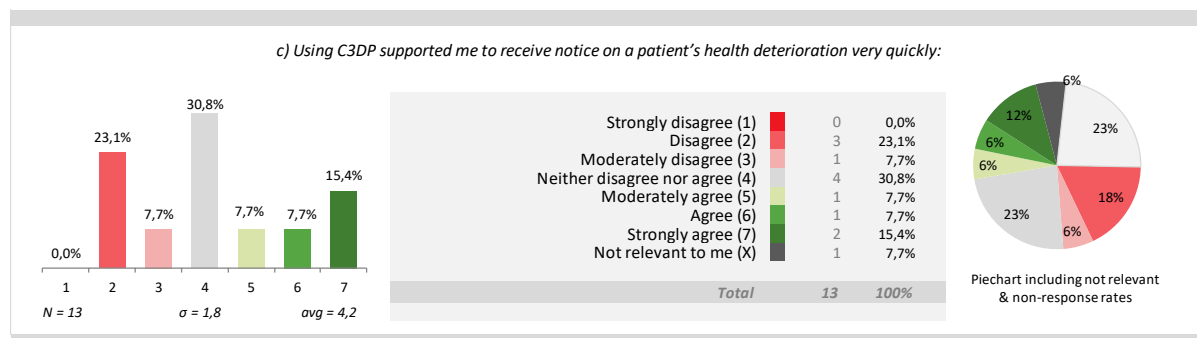 c) Using C3DP supported me to receive notice on a patient's health deterioration very quickly:
30,8%
23,1%
15,4%
7,7%
7,7%
7,7%
0,0%
1 2 3 4 5 6 7
N = 13 σ = 1,8 avg = 4,2
Strongly disagree (1) 0 0,0%
Disagree (2) 3 23,1%
Moderately disagree (3) 1 7,7%
Neither disagree nor agree (4) 4 30,8%
Moderately agree (5) 1 7,7%
Agree (6) 1 7,7%
Strongly agree (7) 2 15,4%
Not relevant to me (X) 1 7,7%
Total 13 100%
6%
23%
18%
6%
23%
6%
6%
12%
Piechart including not relevant
& non-response rates